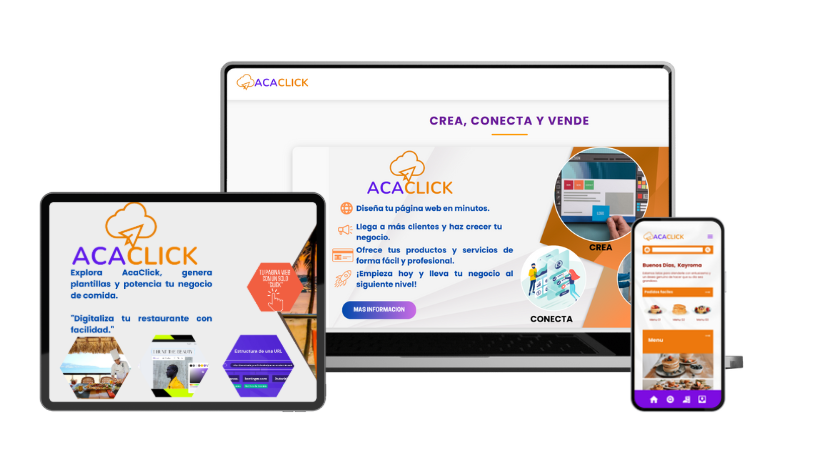 ACACLICK
CREA, CONECTA Y VENDE
ACACLICK
Diseña tu página web en minutos.
Llega a más clientes y haz crecer tu
negocio.
Ofrece tus productos y servicios de
forma fácil y profesional.
¡Empieza hoy y lleva tu negocio al
siguiente nivel!
MAS INFORMACION
CREA
CONECTA
ACACLICK
Explora AcaClick, genera
plantillas y potencia tu negocio
de comida.
"Digitaliza tu restaurante con
facilidad."
TU PAGINA WEB
CON UN SOLO
"CLICK"
Estructura de una URL
ACACLICK
Buenos Dias, Kayroma
Menu